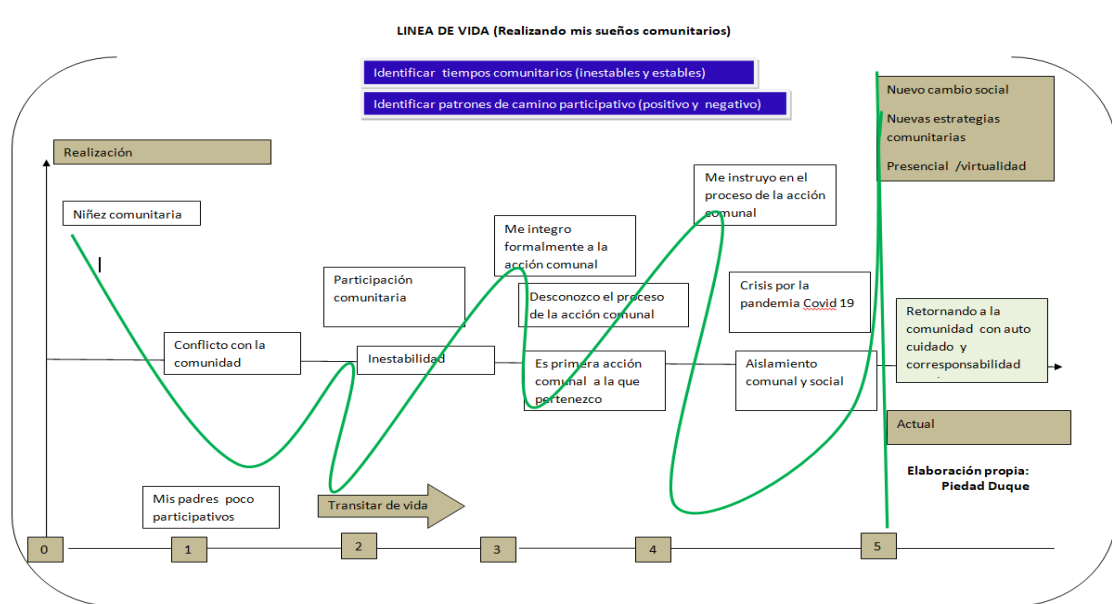 LINEA DE VIDA (Realizando mis sueños comunitarios)
Identificar tiempos comunitarios (inestables y estables)
Identificar patrones de camino participativo (positivo y negativo)
Nuevo cambio social
Nuevas estrategias
comunitarias
Presencial /virtualidad
Realización
Niñez comunitaria
Me instruyo en el
proceso de la acción
comunal
Me integro
formalmente a la
acción comunal
Participación
comunitaria
Desconozco el proceso
de la acción comunal
Crisis por la
pandemia Covid 19
Retornando a la
comunidad con auto
cuidado y
corresponsabilidad
Conflicto con la
comunidad
Inestabilidad
Es primera acción
comunal a la que
pertenezco
Aislamiento
comunal y social
Actual
Elaboración propia:
Piedad Duque
Mis padres poco
participativos
Transitar de vida
0
1
2
3
4
5